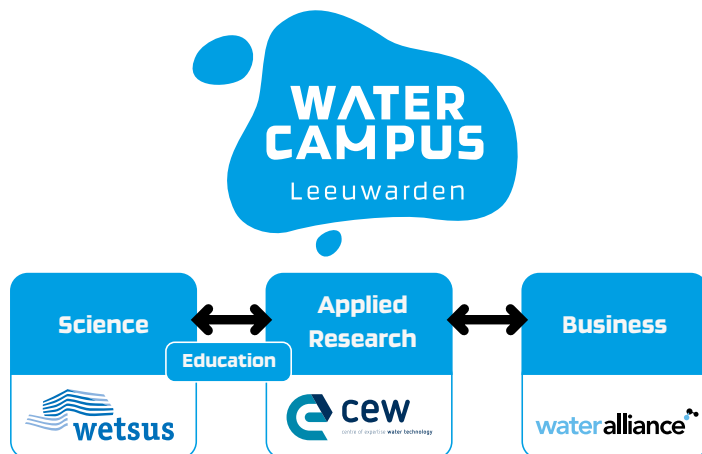 WATER
CAMPUS
Leeuwarden
Science
Applied
Research
Business
Education
wetsus
cew
centre of expertise water technology
wateralliance